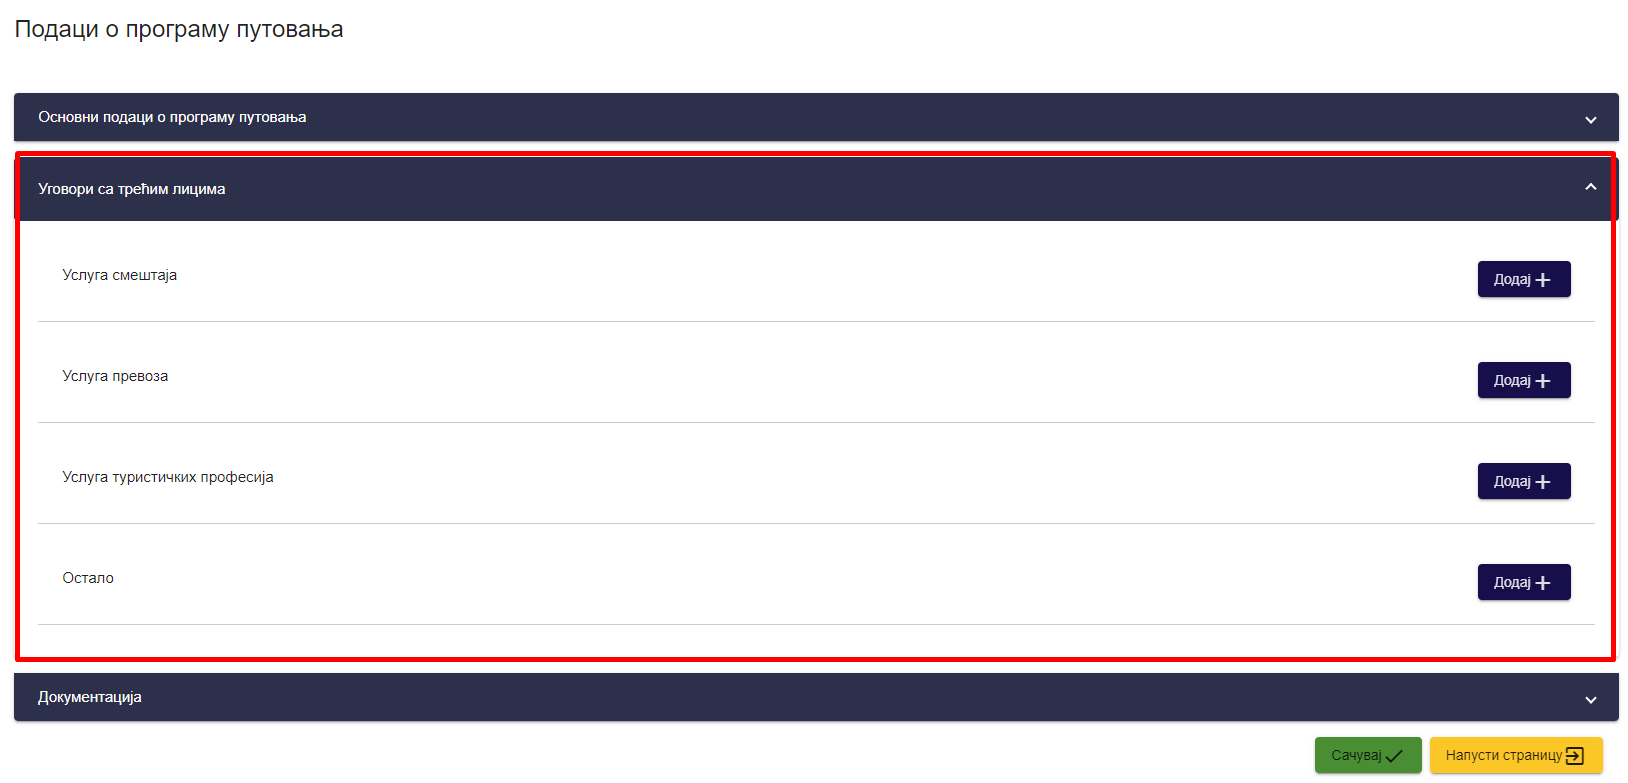 Подаци о програму путовања
Основни подаци о програму путовања
Уговори са трећим лицима
Услуга смештаја
Додај
Услуга превоза
Додај
Услуга туристичких професија
Додај
Остало
Додај
Документација
Сачувај
Напусти страницу